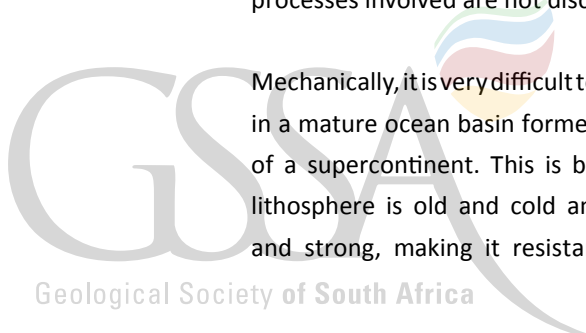 processes involved are not disc
Mechanically, it is very difficult t
in a mature ocean basin forme
of a supercontinent. This is b
lithosphere is old and cold a
and strong, making it resista
GSSA
Geological Society of South Africa